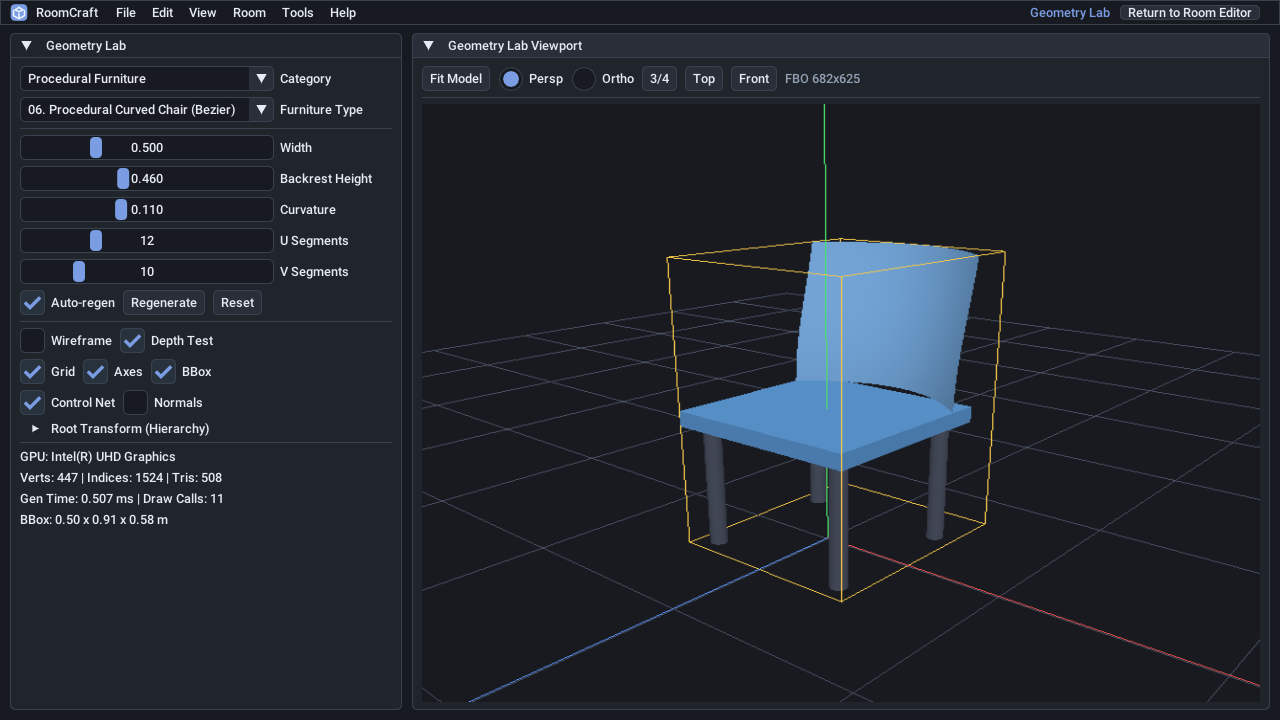 RoomCraft File Edit View Room Tools Help Geometry Lab Return to Room Editor
Geometry Lab
Procedural Furniture Category
06. Procedural Curved Chair (Bezier) Furniture Type
0.500 Width
0.460 Backrest Height
0.110 Curvature
12 U Segments
10 V Segments
Auto-regen Regenerate Reset
Wireframe Depth Test
Grid Axes BBox
Control Net Normals
Root Transform (Hierarchy)
GPU: Intel(R) UHD Graphics
Verts: 447 | Indices: 1524 | Tris: 508
Gen Time: 0.507 ms | Draw Calls: 11
BBox: 0.50 x 0.91 x 0.58 m
Geometry Lab Viewport
Fit Model Persp Ortho 3/4 Top Front FBO 682x625